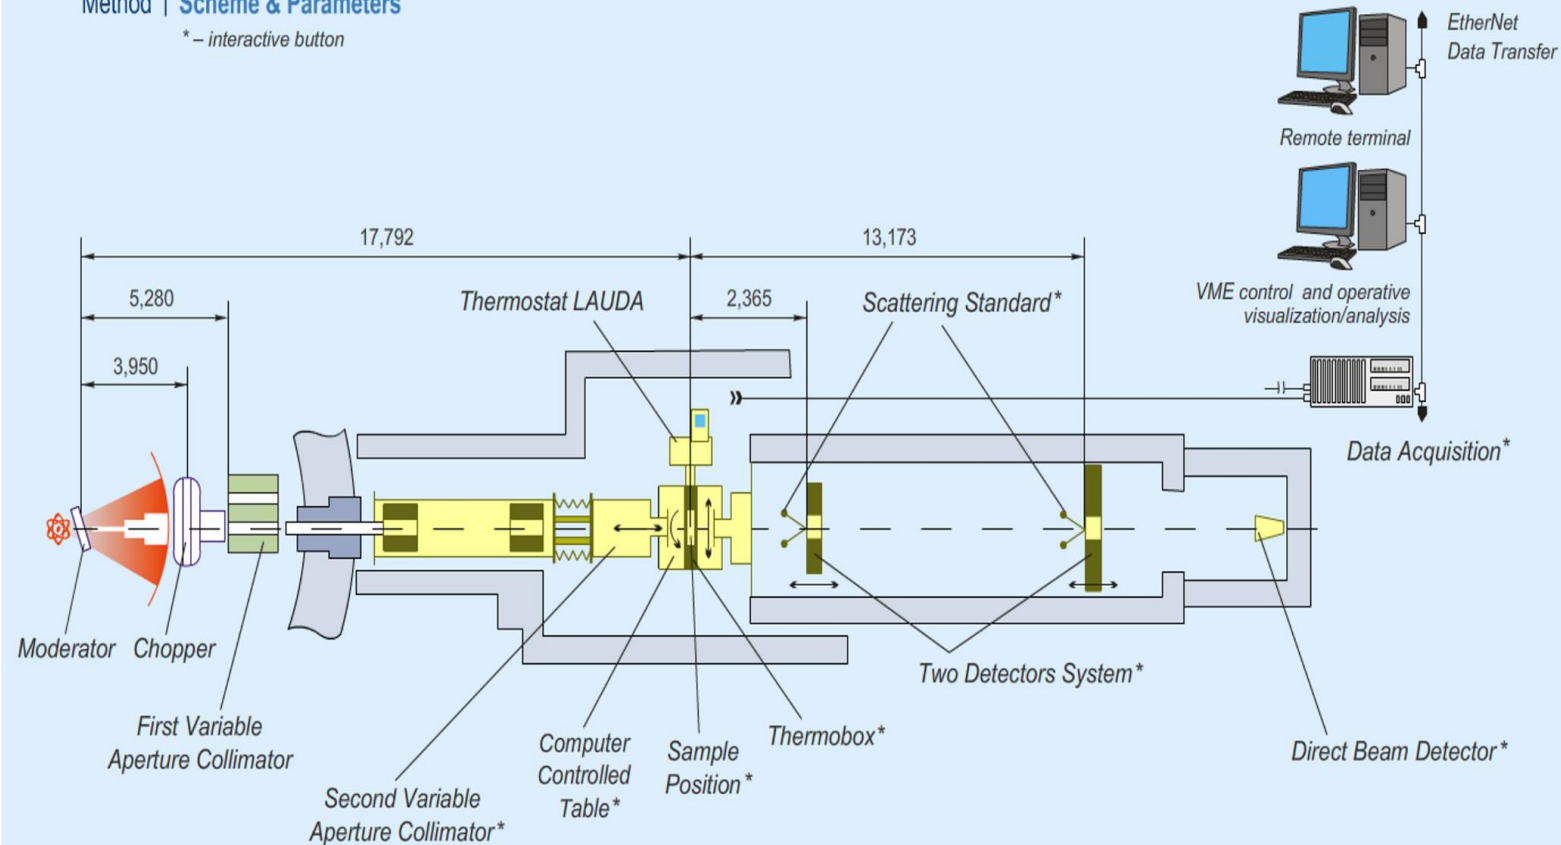 Method | Scheme & Parameters
* – interactive button
EtherNet
Data Transfer
Remote terminal
VME control and operative
visualization/analysis
17,792
13,173
5,280
Thermostat LAUDA
2,365
Scattering Standard*
3,950
Data Acquisition*
Moderator
Chopper
Two Detectors System*
First Variable
Aperture Collimator
Computer
Controlled
Table*
Sample
Position*
Thermobox*
Direct Beam Detector*
Second Variable
Aperture Collimator*